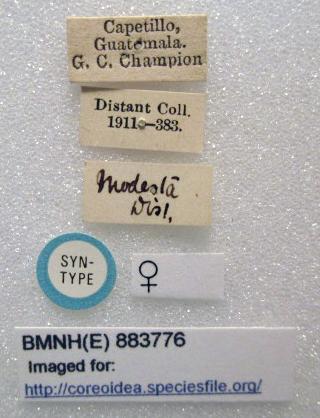 Capetillo,
Guatemala.
G. C. Champion
Distant Coll.
1911—383.
Modesta
Dist.
SYN-
TYPE
♀
BMNH(E) 883776
Imaged for:
http://coreoidea.speciesfile.org/